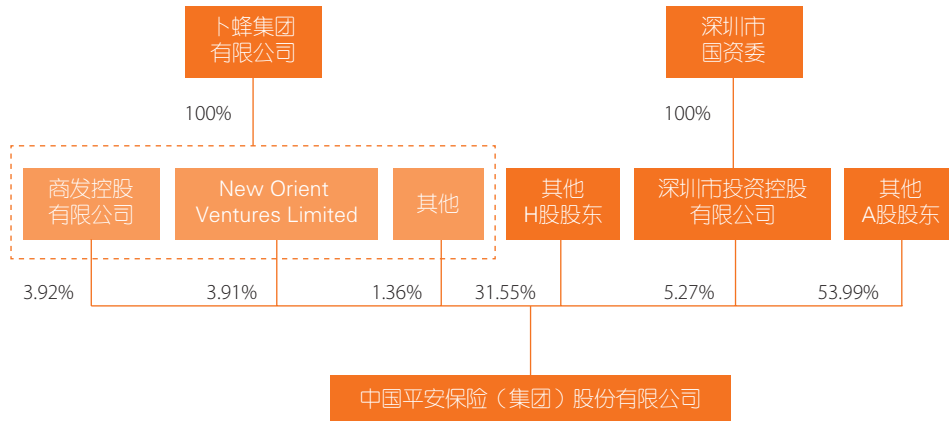 卜蜂集团
有限公司
深圳市
国资委
100%
100%
商发控股
有限公司
New Orient
Ventures Limited
其他
其他
H股股东
深圳市投资控股
有限公司
其他
A股股东
3.92%
3.91%
1.36%
31.55%
5.27%
53.99%
中国平安保险（集团）股份有限公司